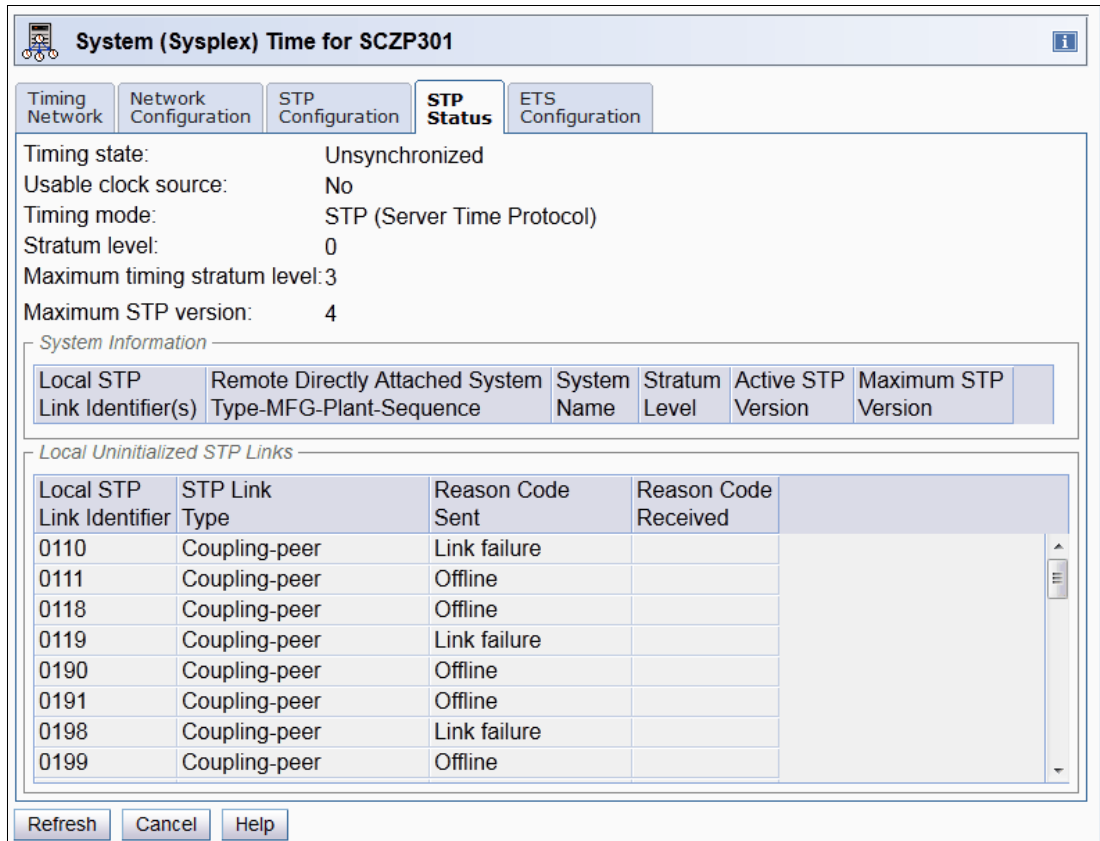 System (Sysplex) Time for SCZP301
Timing Network
Network Configuration
STP Configuration
STP Status
ETS Configuration
Timing state: Unsynchronized
Usable clock source: No
Timing mode: STP (Server Time Protocol)
Stratum level: 0
Maximum timing stratum level: 3
Maximum STP version: 4
System Information
Local STP Remote Directly Attached System System Stratum Active STP Maximum STP
Link Identifier(s) Type-MFG-Plant-Sequence Name Level Version Version
Local Uninitialized STP Links
Local STP STP Link Reason Code Reason Code
Link Identifier Type Sent Received
0110 Coupling-peer Link failure
0111 Coupling-peer Offline
0118 Coupling-peer Offline
0119 Coupling-peer Link failure
0190 Coupling-peer Offline
0191 Coupling-peer Offline
0198 Coupling-peer Link failure
0199 Coupling-peer Offline
Refresh Cancel Help